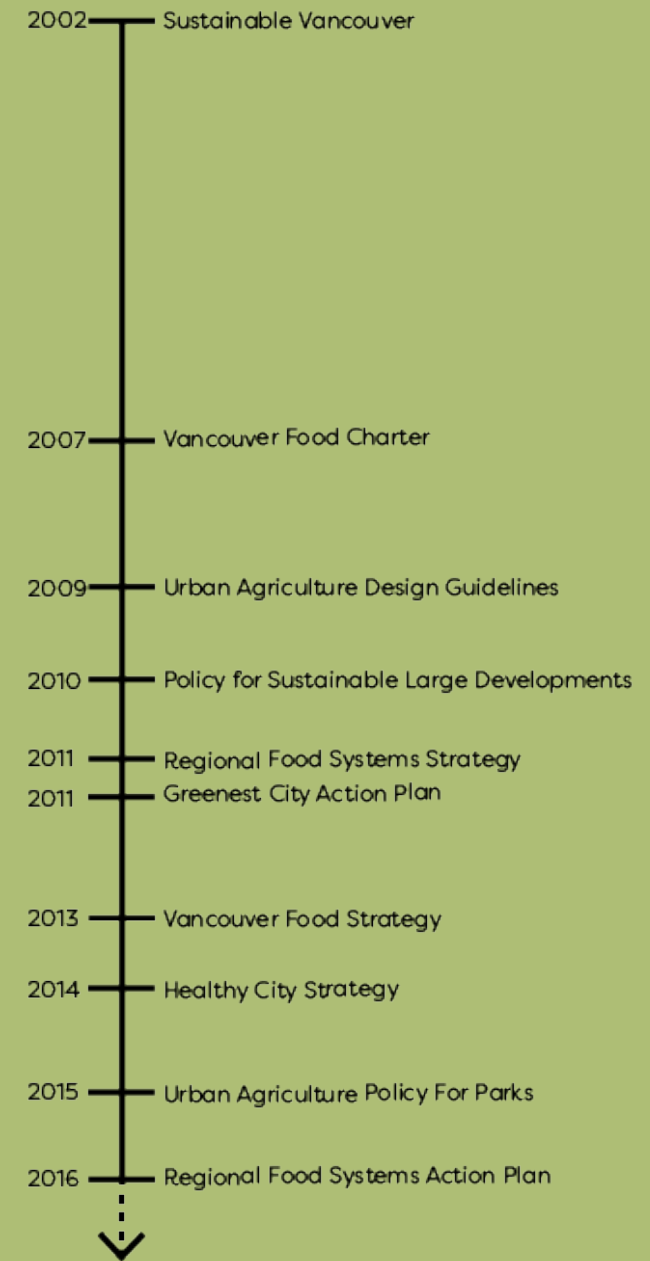 2002 Sustainable Vancouver
2007 Vancouver Food Charter
2009 Urban Agriculture Design Guidelines
2010 Policy for Sustainable Large Developments
2011 Regional Food Systems Strategy
2011 Greenest City Action Plan
2013 Vancouver Food Strategy
2014 Healthy City Strategy
2015 Urban Agriculture Policy For Parks
2016 Regional Food Systems Action Plan